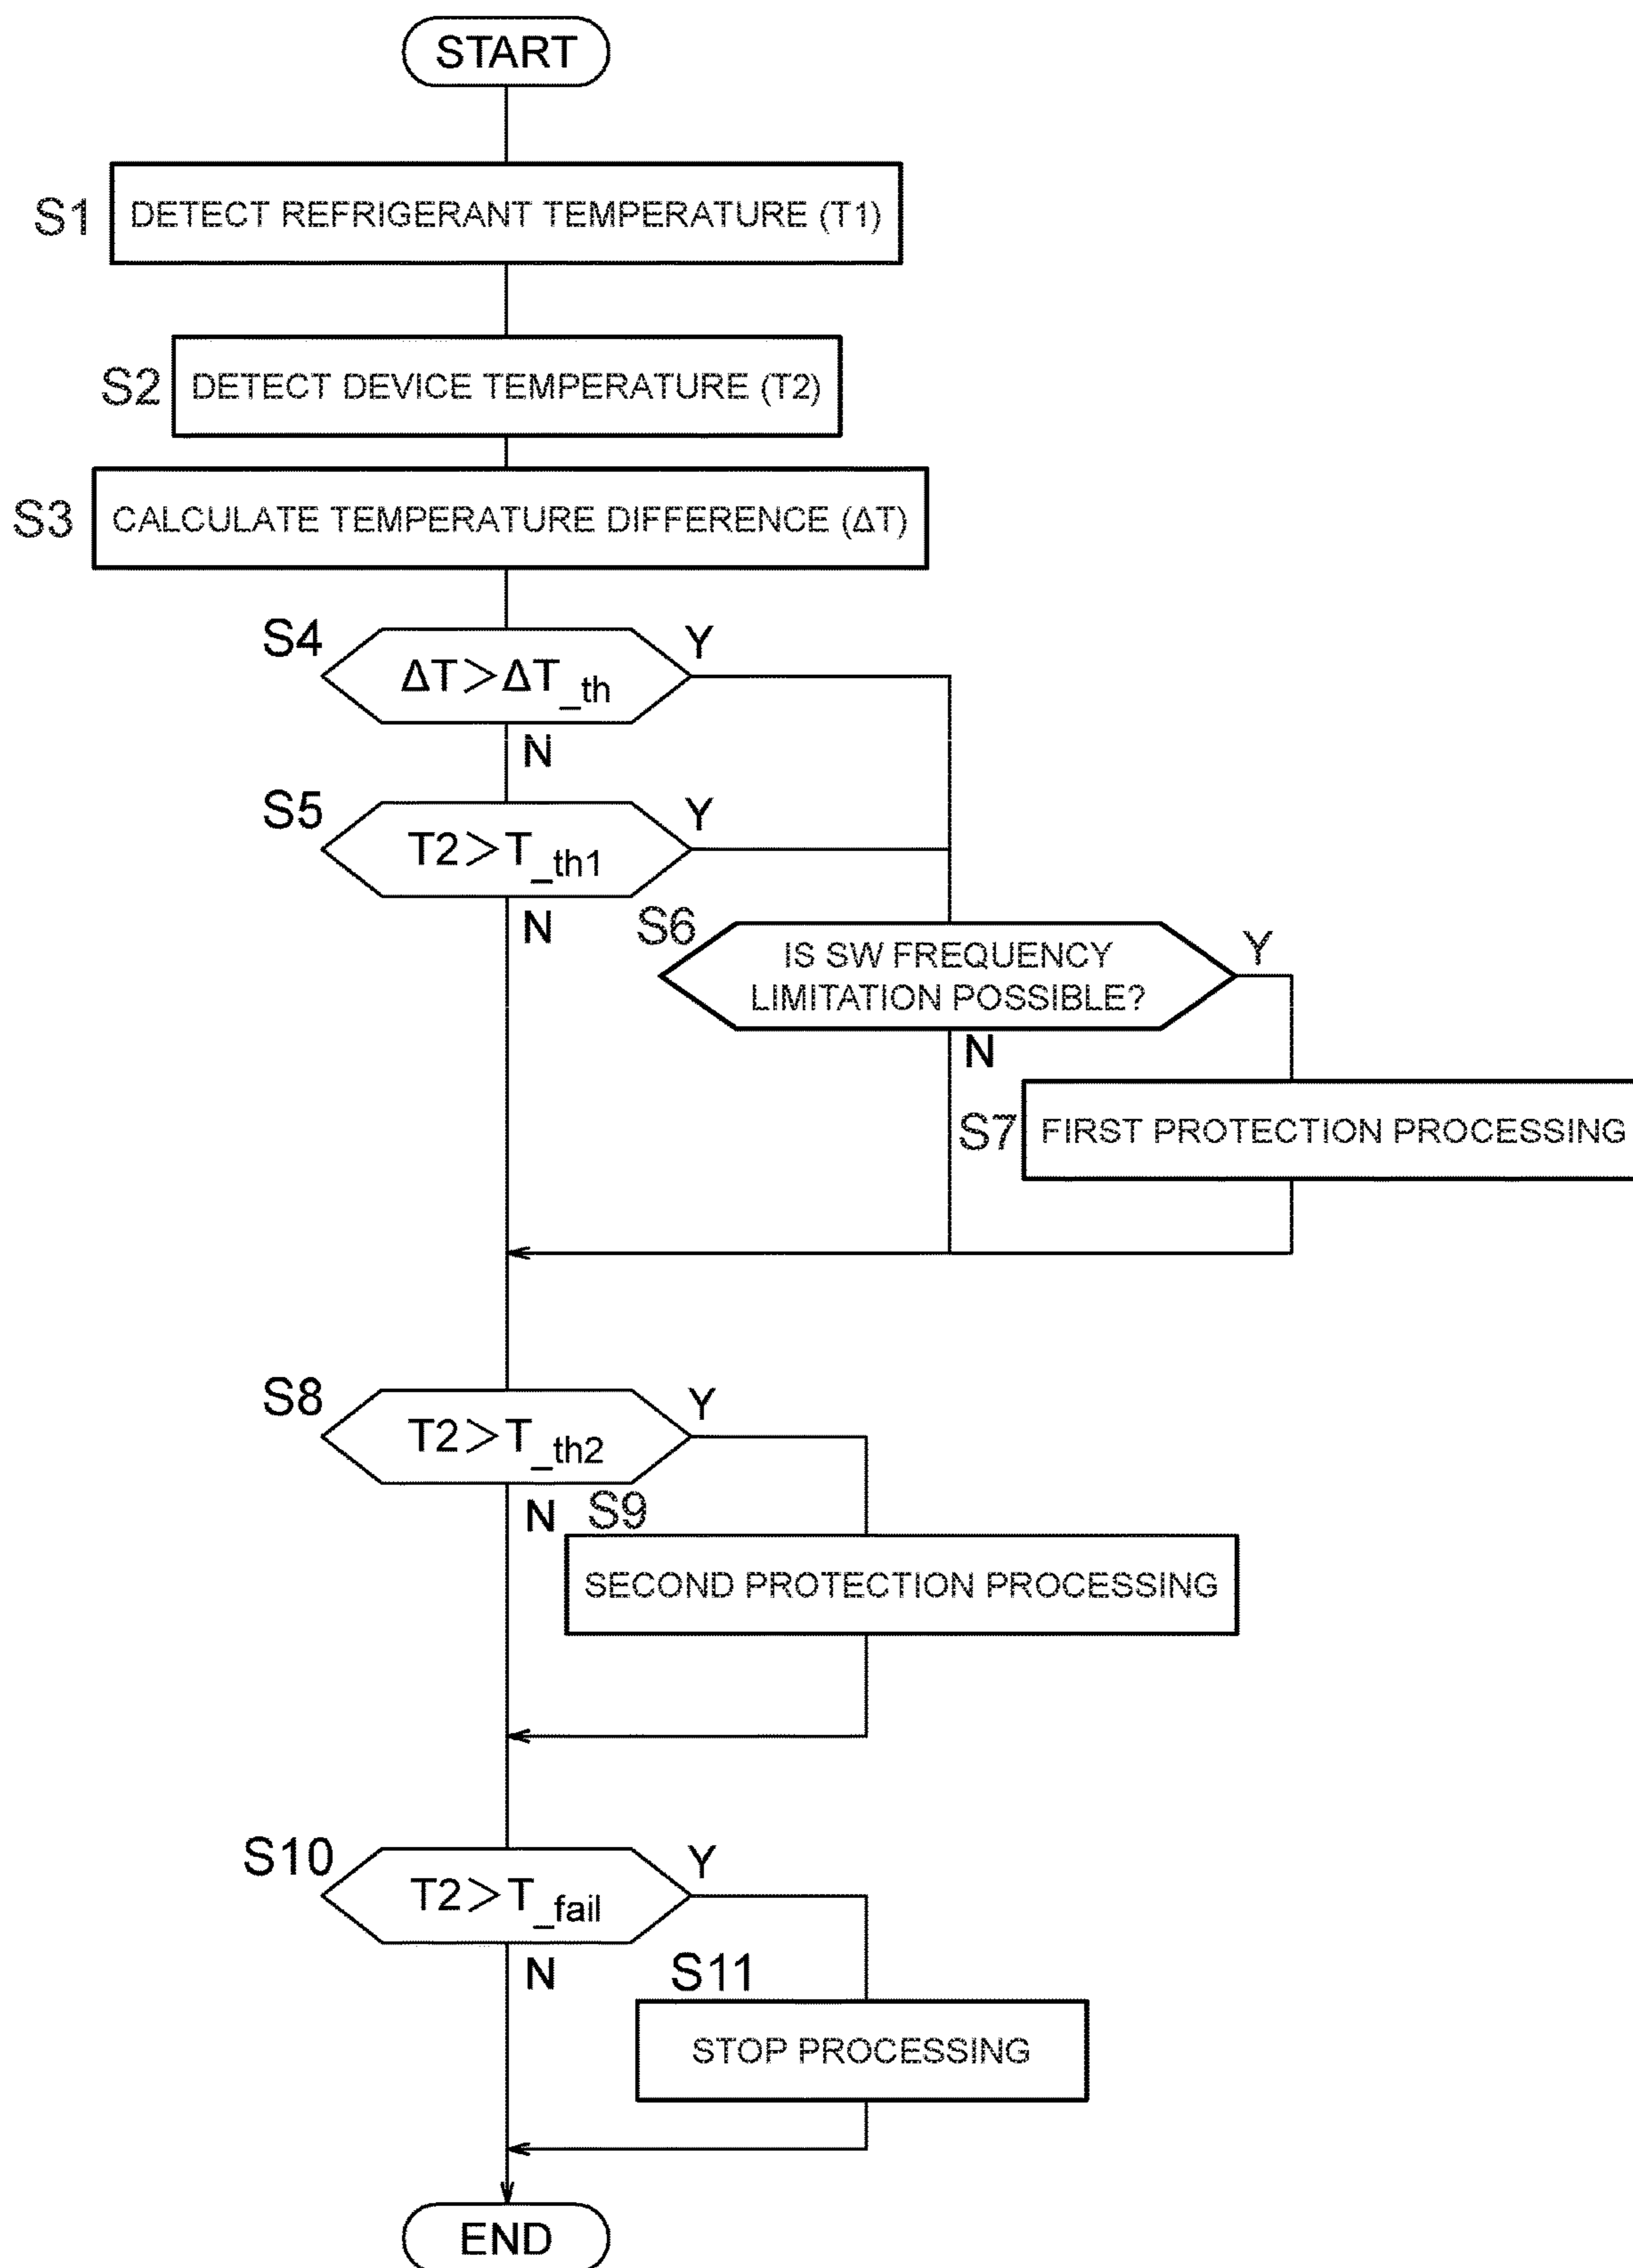 START
S1 DETECT REFRIGERANT TEMPERATURE (T1)
S2 DETECT DEVICE TEMPERATURE (T2)
S3 CALCULATE TEMPERATURE DIFFERENCE (ΔT)
S4
ΔT>ΔT_th
Y
N
S5
T2>T_th1
Y
N
S6
IS SW FREQUENCY
LIMITATION POSSIBLE?
Y
N
S7 FIRST PROTECTION PROCESSING
S8
T2>T_th2
Y
N
S9
SECOND PROTECTION PROCESSING
S10
T2>T_fail
Y
N
S11
STOP PROCESSING
END